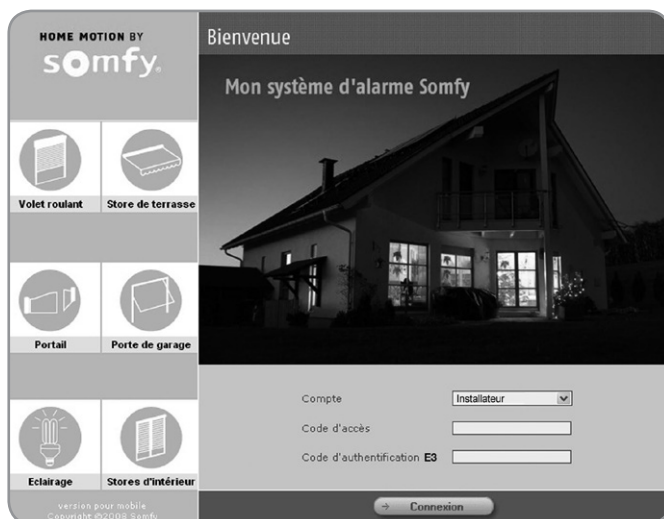 HOME MOTION BY
somfy®
Bienvenue
Mon système d'alarme Somfy
Volet roulant
Store de terrasse
Portail
Porte de garage
Eclairage
Stores d'intérieur
Compte
Installateur
Code d'accès
Code d'authentification E3
version pour mobile
Copyright ©2008 Somfy
Connexion